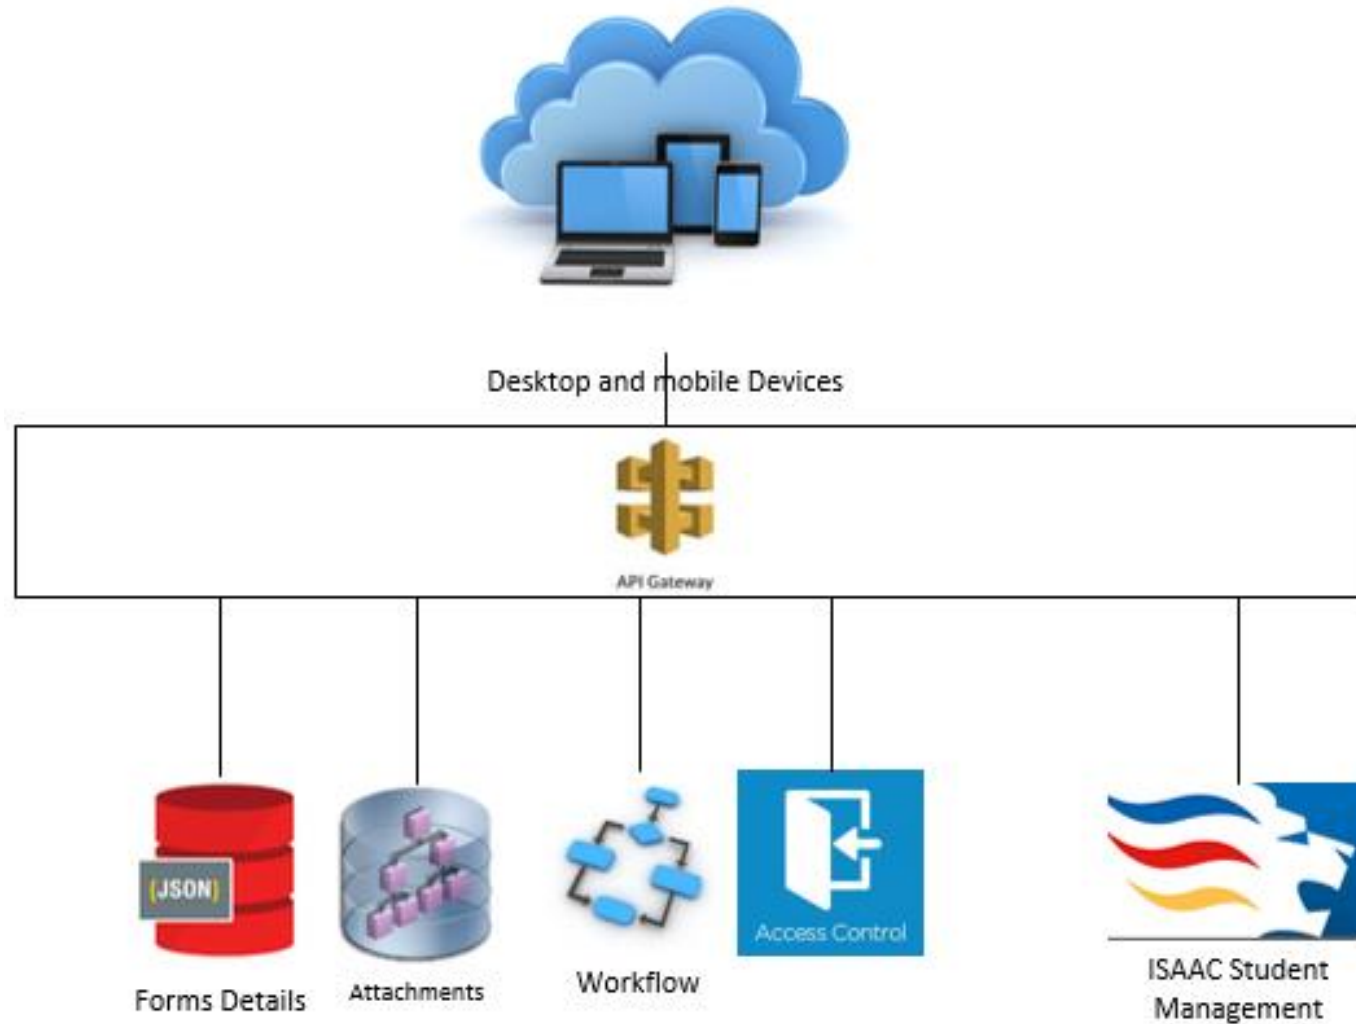 Desktop and mobile Devices
API Gateway
{JSON}
Access Control
Forms Details
Attachments
Workflow
ISAAC Student
Management